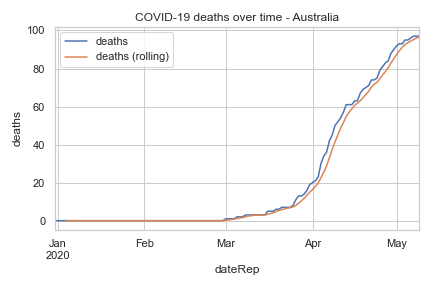 COVID-19 deaths over time - Australia
deaths
deaths (rolling)
100
80
60
40
20
0
deaths
Jan
2020
Feb
Mar
Apr
May
dateRep